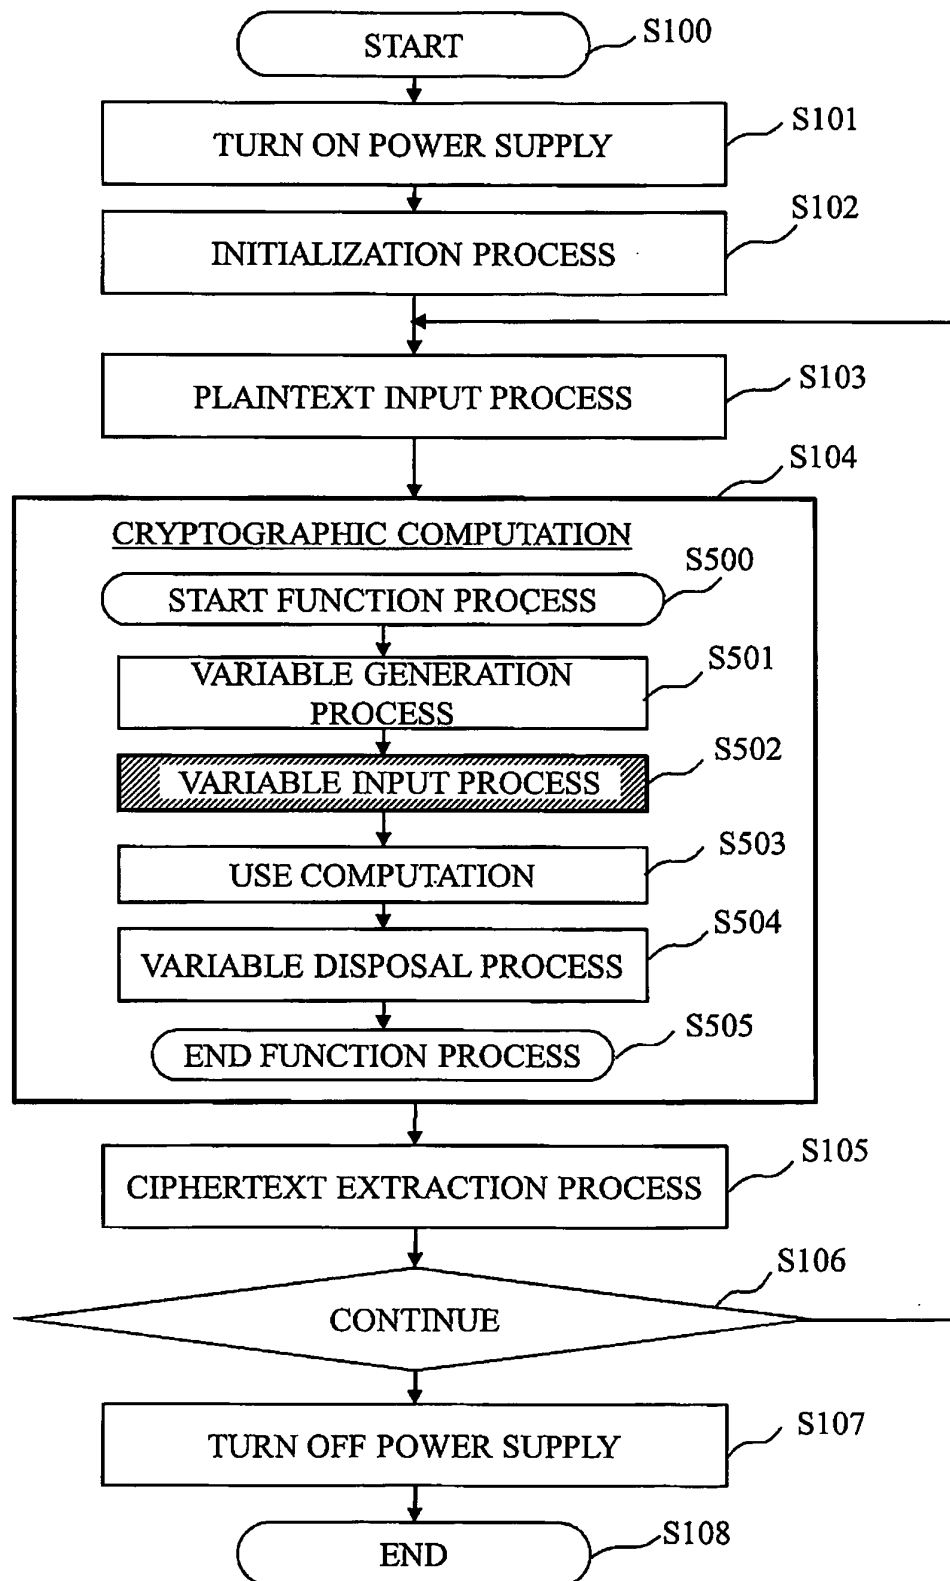 START
S100
TURN ON POWER SUPPLY
S101
INITIALIZATION PROCESS
S102
PLAINTEXT INPUT PROCESS
S103
S104
CRYPTOGRAPHIC COMPUTATION
START FUNCTION PROCESS
S500
VARIABLE GENERATION
PROCESS
S501
VARIABLE INPUT PROCESS
S502
USE COMPUTATION
S503
VARIABLE DISPOSAL PROCESS
S504
END FUNCTION PROCESS
S505
CIPHERTEXT EXTRACTION PROCESS
S105
CONTINUE
S106
TURN OFF POWER SUPPLY
S107
END
S108